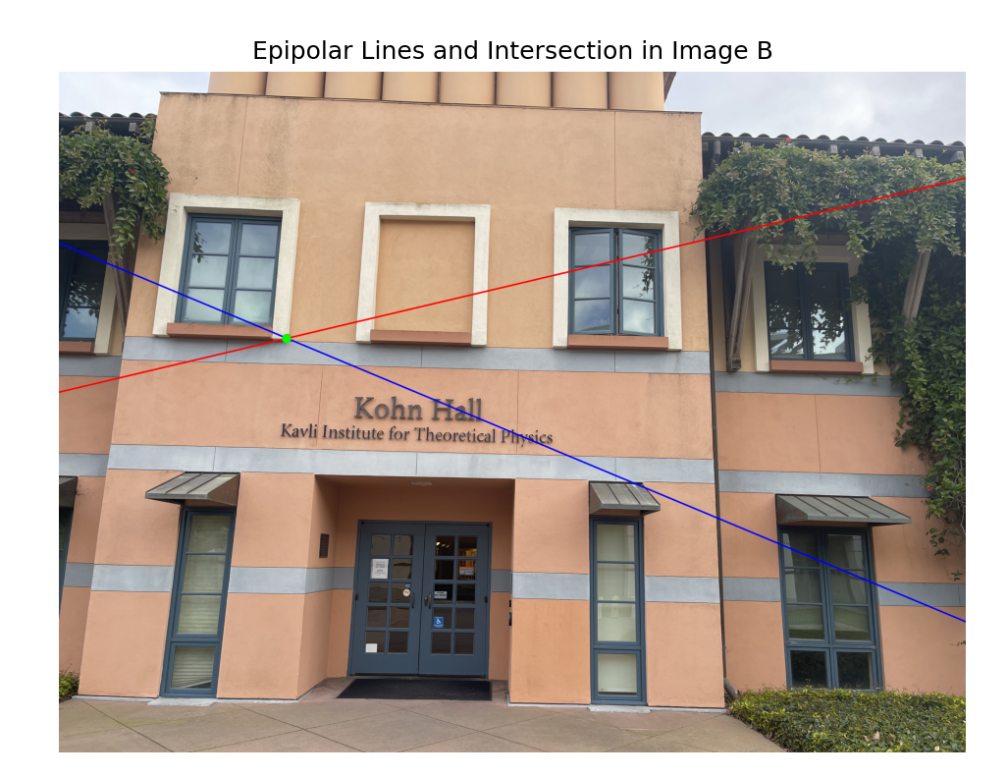 Epipolar Lines and Intersection in Image B
Kohn Hall
Kavli Institute for Theoretical Physics